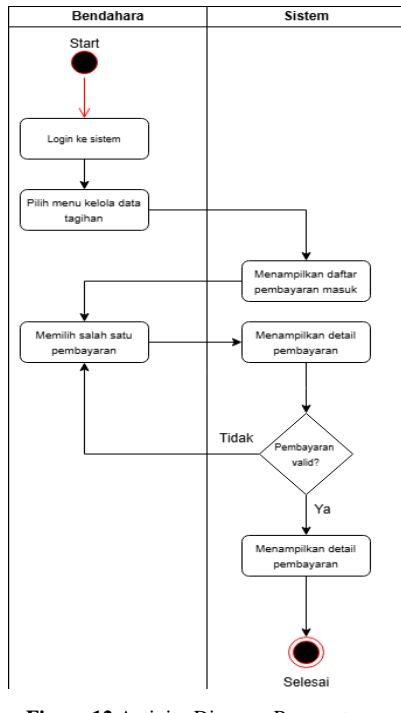 Bendahara
Sistem
Start
Login ke sistem
Pilih menu kelola data
tagihan
Menampilkan daftar
pembayaran masuk
Memilih salah satu
pembayaran
Menampilkan detail
pembayaran
Tidak
Pembayaran
valid?
Ya
Menampilkan detail
pembayaran
Selesai